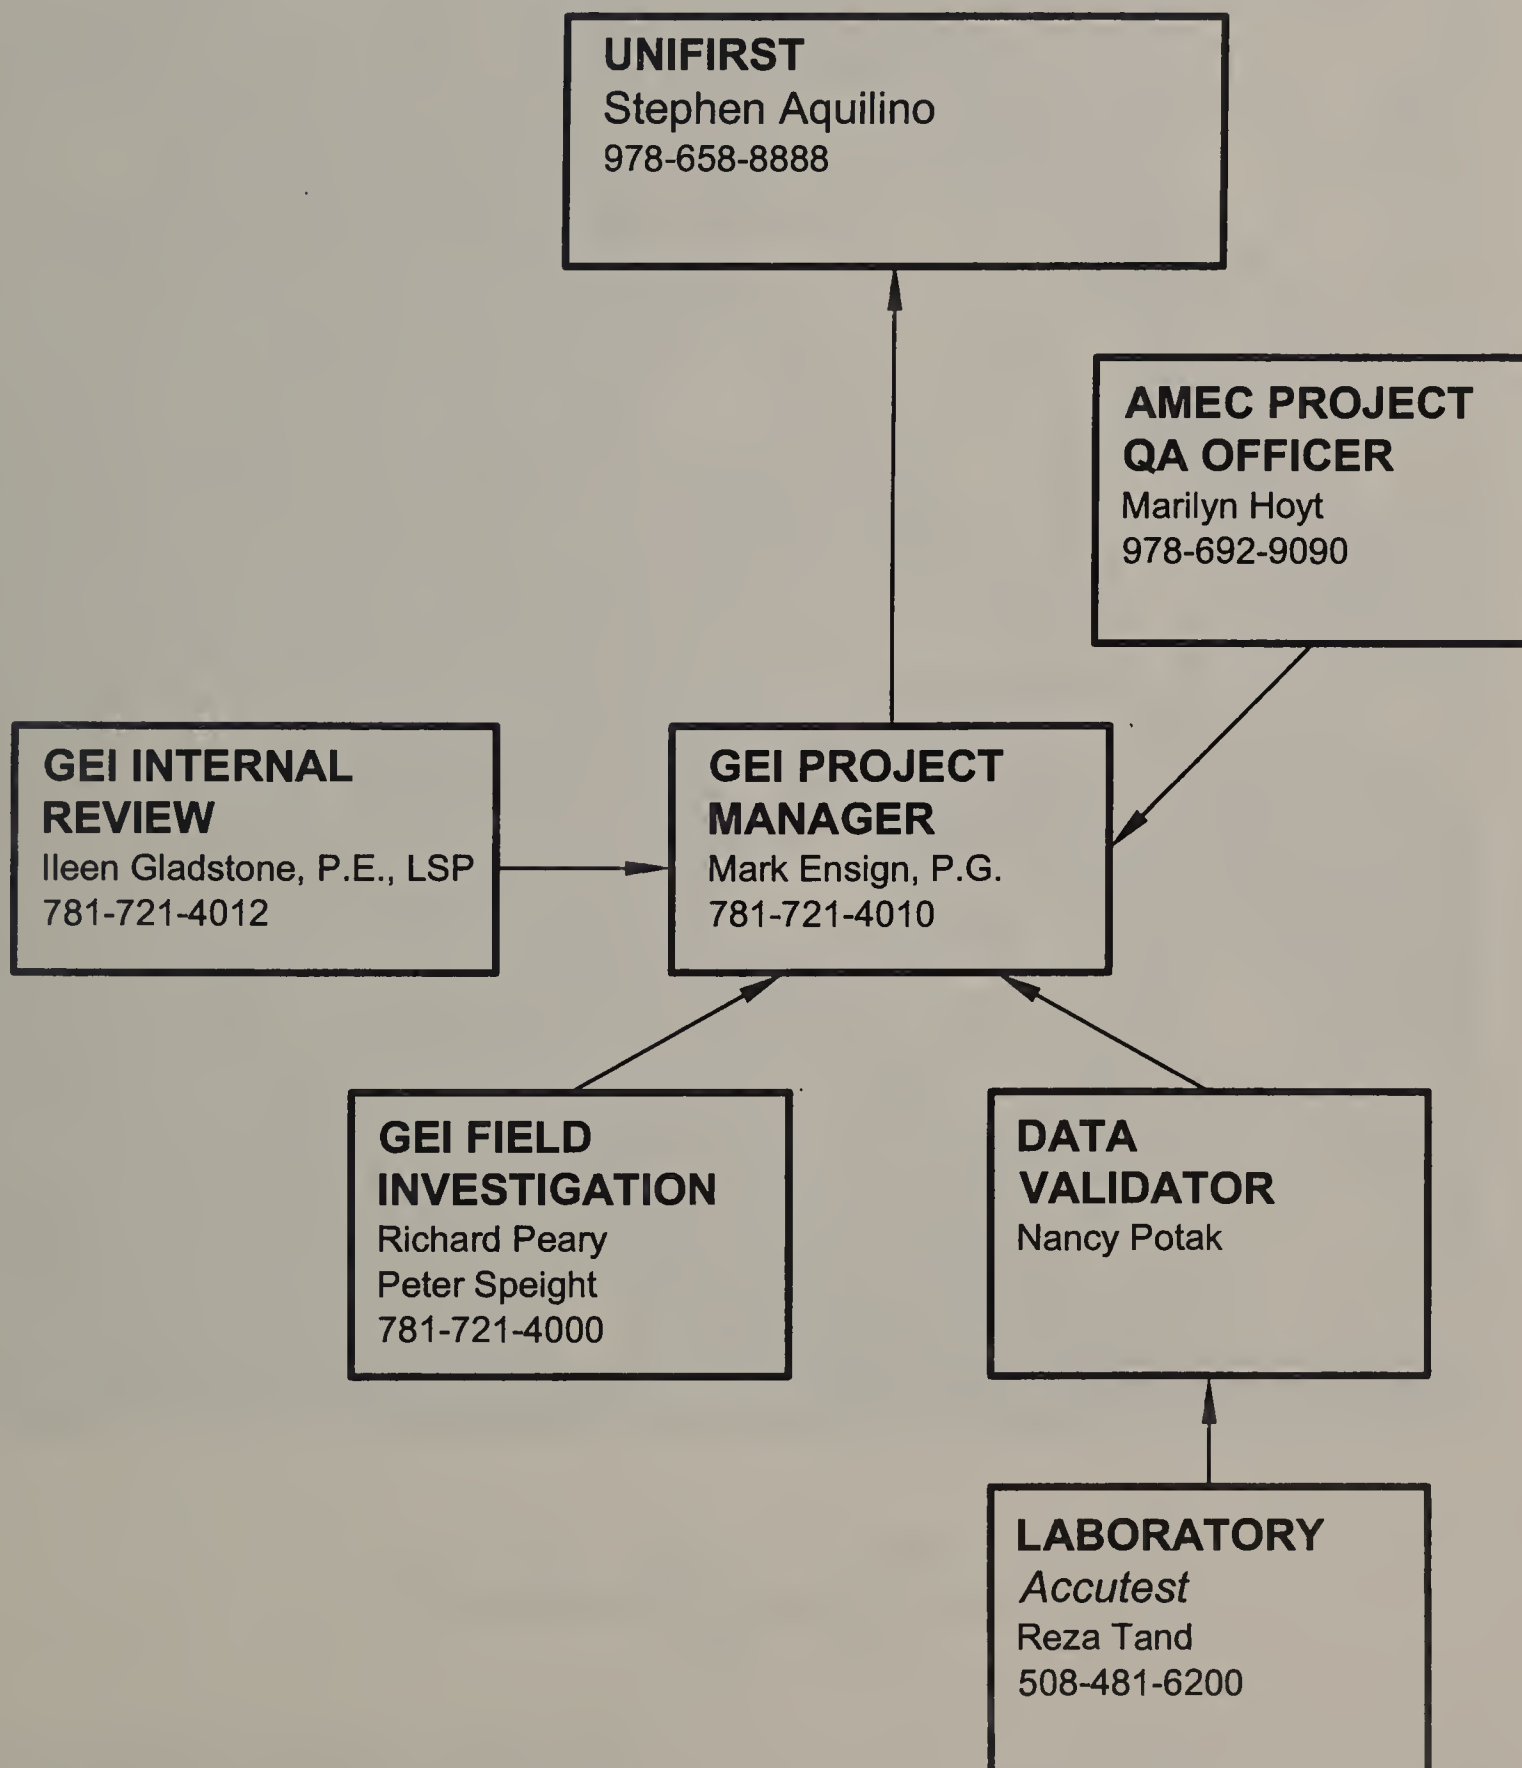 UNIFIRST
Stephen Aquilino
978-658-8888
AMEC PROJECT
QA OFFICER
Marilyn Hoyt
978-692-9090
GEI INTERNAL
REVIEW
Ileen Gladstone, P.E., LSP
781-721-4012
GEI PROJECT
MANAGER
Mark Ensign, P.G.
781-721-4010
GEI FIELD
INVESTIGATION
Richard Peary
Peter Speight
781-721-4000
DATA
VALIDATOR
Nancy Potak
LABORATORY
Accutest
Reza Tand
508-481-6200